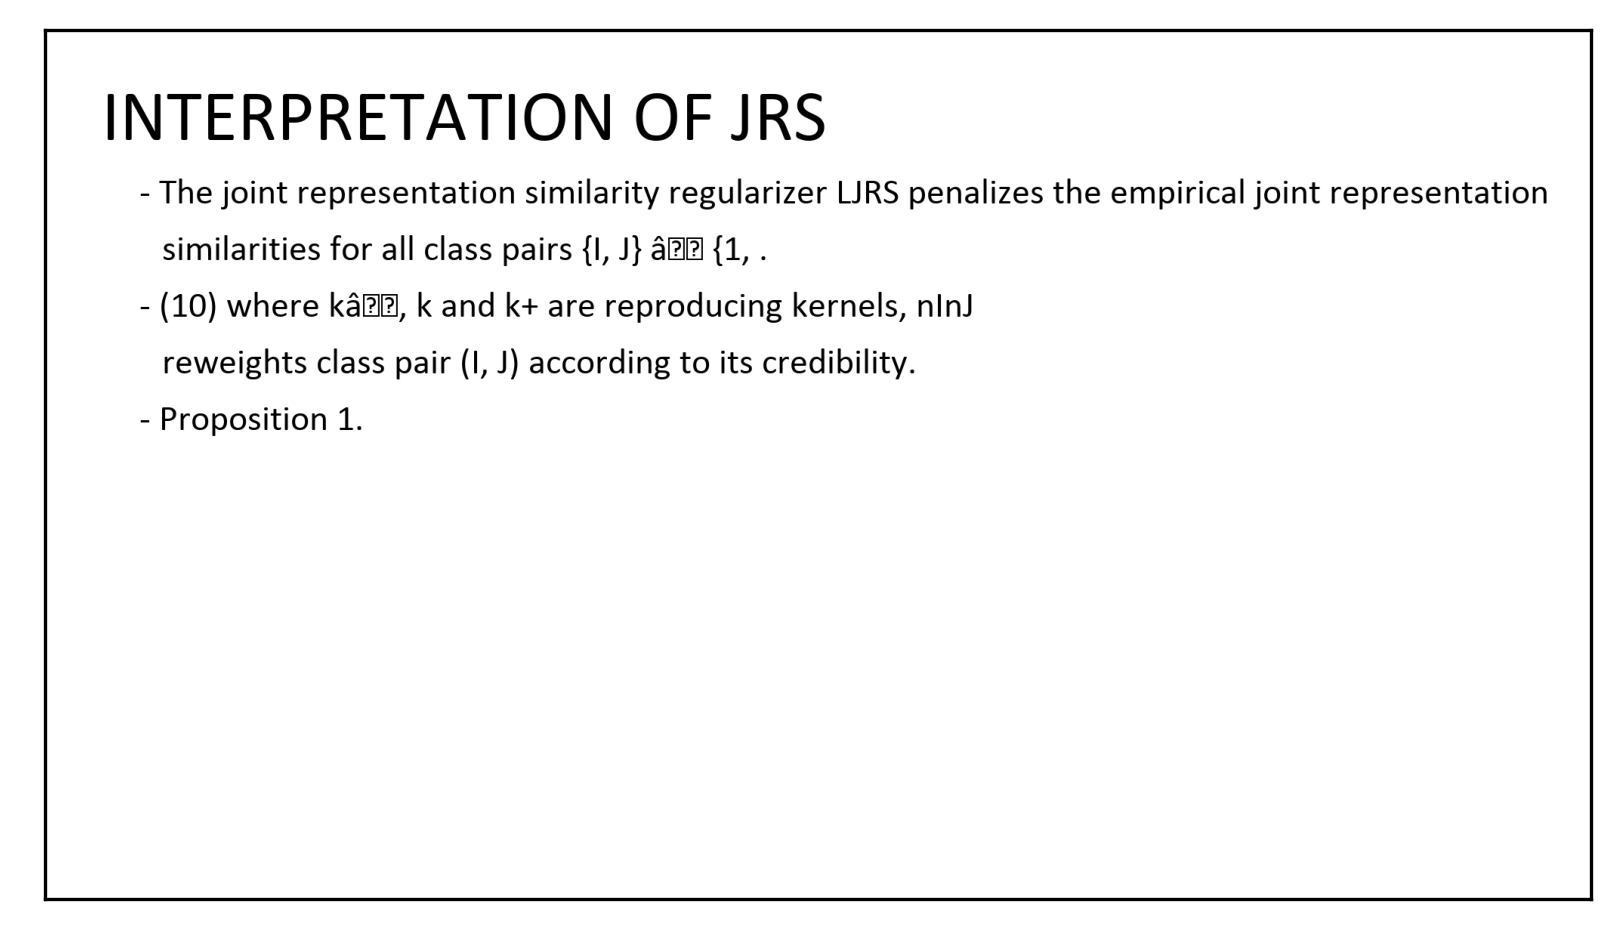 INTERPRETATION OF JRS
- The joint representation similarity regularizer LJRS penalizes the empirical joint representation
similarities for all class pairs {I, J} â�� {1, .
- (10) where kâ��, k and k+ are reproducing kernels, nInJ
reweights class pair (I, J) according to its credibility.
- Proposition 1.